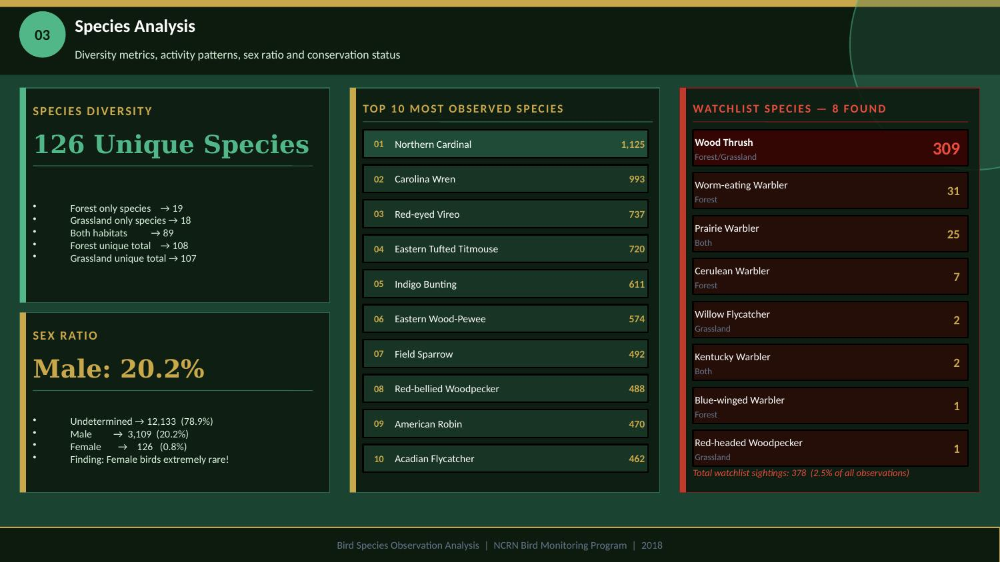 03
Species Analysis
Diversity metrics, activity patterns, sex ratio and conservation status
SPECIES DIVERSITY
126 Unique Species
• Forest only species → 19
• Grassland only species → 18
• Both habitats → 89
• Forest unique total → 108
• Grassland unique total → 107
SEX RATIO
Male: 20.2%
• Undetermined → 12,133 (78.9%)
• Male → 3,109 (20.2%)
• Female → 126 (0.8%)
• Finding: Female birds extremely rare!
TOP 10 MOST OBSERVED SPECIES
01 Northern Cardinal 1,125
02 Carolina Wren 993
03 Red-eyed Vireo 737
04 Eastern Tufted Titmouse 720
05 Indigo Bunting 611
06 Eastern Wood-Pewee 574
07 Field Sparrow 492
08 Red-bellied Woodpecker 488
09 American Robin 470
10 Acadian Flycatcher 462
WATCHLIST SPECIES — 8 FOUND
Wood Thrush 309
Forest/Grassland
Worm-eating Warbler 31
Forest
Prairie Warbler 25
Both
Cerulean Warbler 7
Forest
Willow Flycatcher 2
Grassland
Kentucky Warbler 2
Both
Blue-winged Warbler 1
Forest
Red-headed Woodpecker 1
Grassland
Total watchlist sightings: 378 (2.5% of all observations)
Bird Species Observation Analysis | NCRN Bird Monitoring Program | 2018